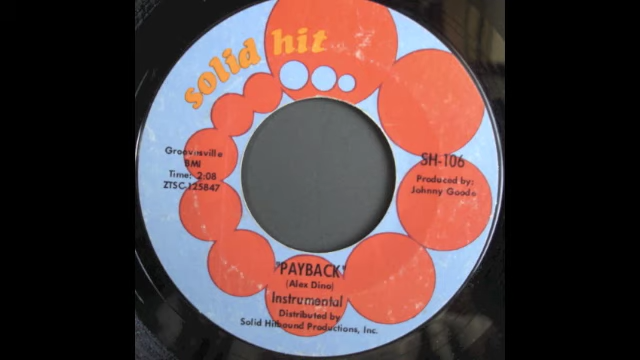 solid hit
Groovesville
BMI
Time: 2:08
ZTSC-125847
SH-106
Produced by:
Johnny Goode
"PAYBACK"
(Alex Dino)
Instrumental
Distributed by
Solid Hitbound Productions, Inc.